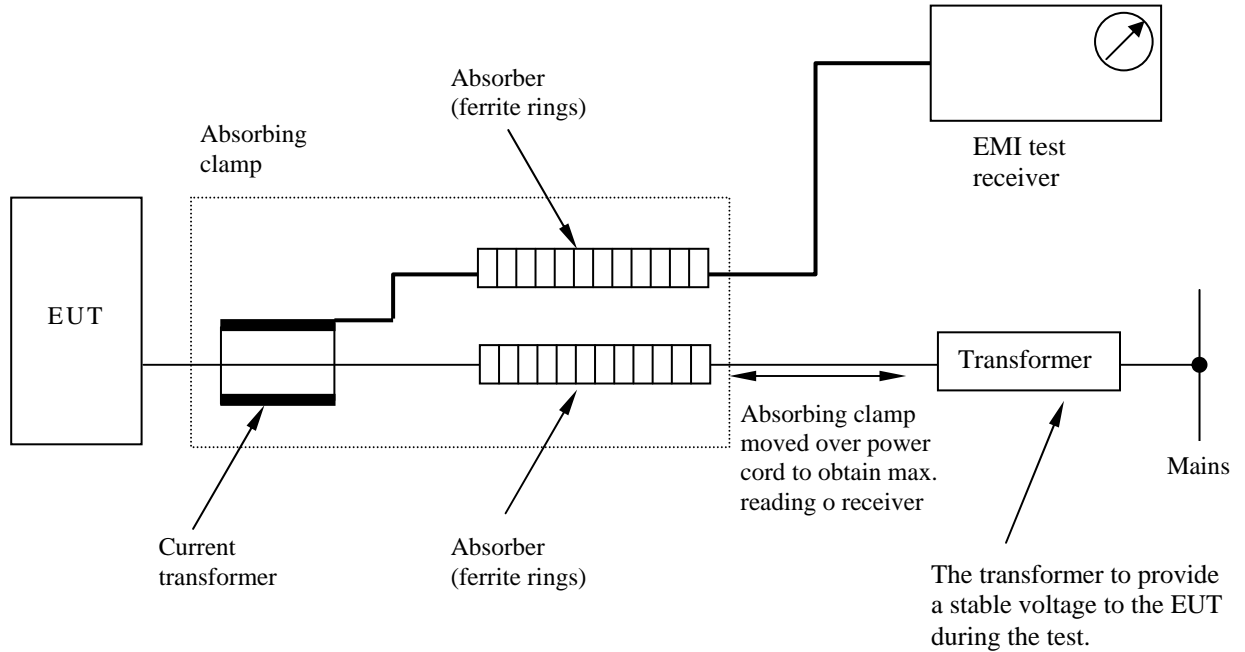 Absorber
(ferrite rings)
Absorbing
clamp
EMI test
receiver
EUT
Transformer
Absorbing clamp
moved over power
cord to obtain max.
reading o receiver
Mains
Current
transformer
Absorber
(ferrite rings)
The transformer to provide
a stable voltage to the EUT
during the test.